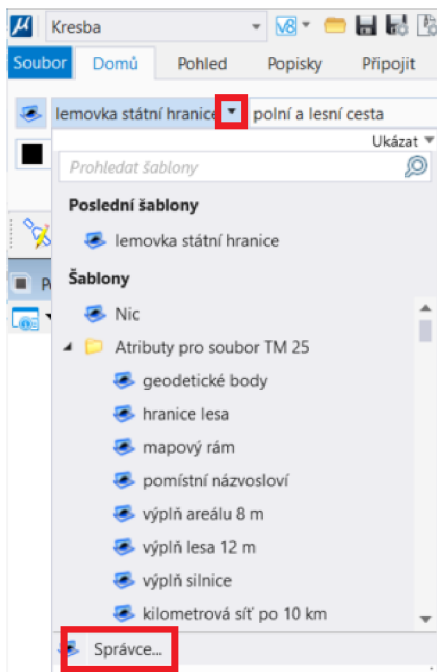 Kresba
Soubor Domů Pohled Popisky Připojit
lemovka státní hranice polní a lesní cesta
Ukázat
Prohledat šablony
Poslední šablony
lemovka státní hranice
Šablony
Nic
Atributy pro soubor TM 25
geodetické body
hranice lesa
mapový rám
pomístní názvosloví
výplň areálu 8 m
výplň lesa 12 m
výplň silnice
kilometrová síť po 10 km
Správce...